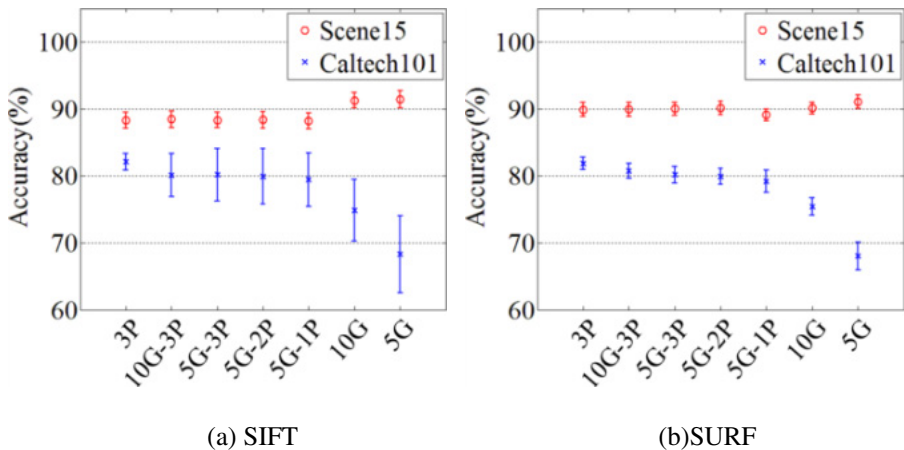 100
90
80
70
60
Accuracy(%)
Scene15
Caltech101
3P
10G-3P
5G-3P
5G-2P
5G-1P
10G
5G
(a) SIFT
100
90
80
70
60
Accuracy(%)
Scene15
Caltech101
3P
10G-3P
5G-3P
5G-2P
5G-1P
10G
5G
(b)SURF